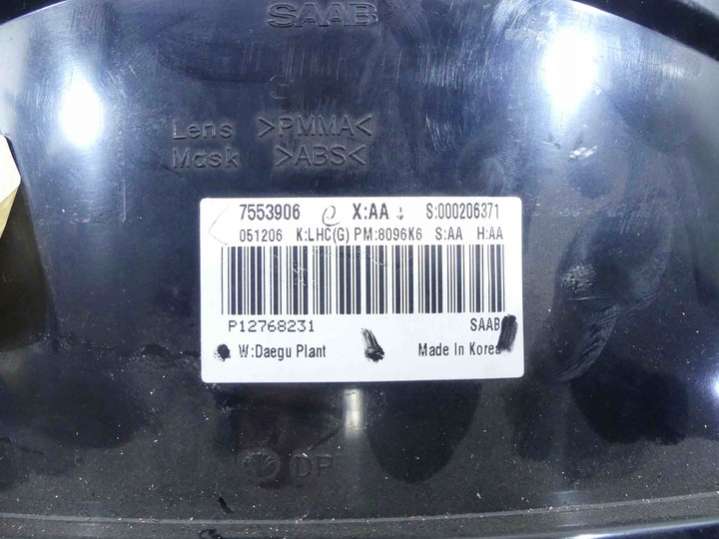 SAAB
Lens >PMMA<
Mask >ABS<
7553906 X:AA S:000206371
051206 K:LHC(G) PM:8096K6 S:AA H:AA
P12768231 SAAB
W:Daegu Plant Made In Korea
DP